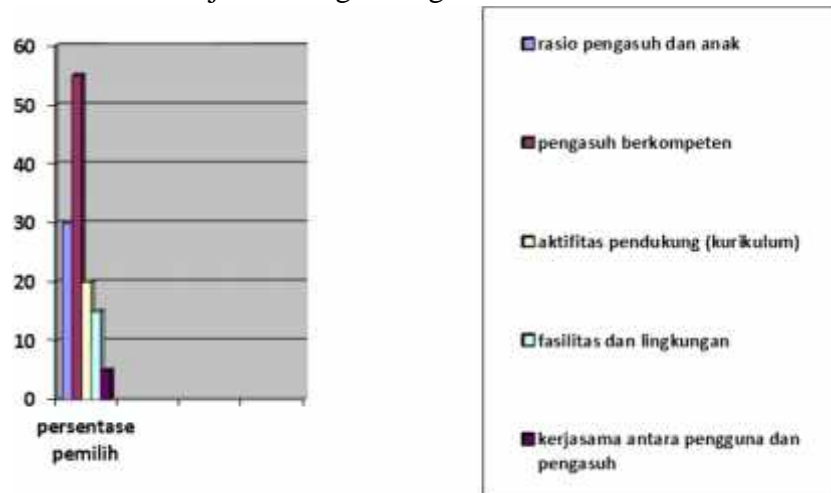 60
50
40
30
20
10
0
persentase
pemilih
rasio pengasuh dan anak
pengasuh berkompeten
aktifitas pendukung (kurikulum)
fasilitas dan lingkungan
kerjasama antara pengguna dan
pengasuh